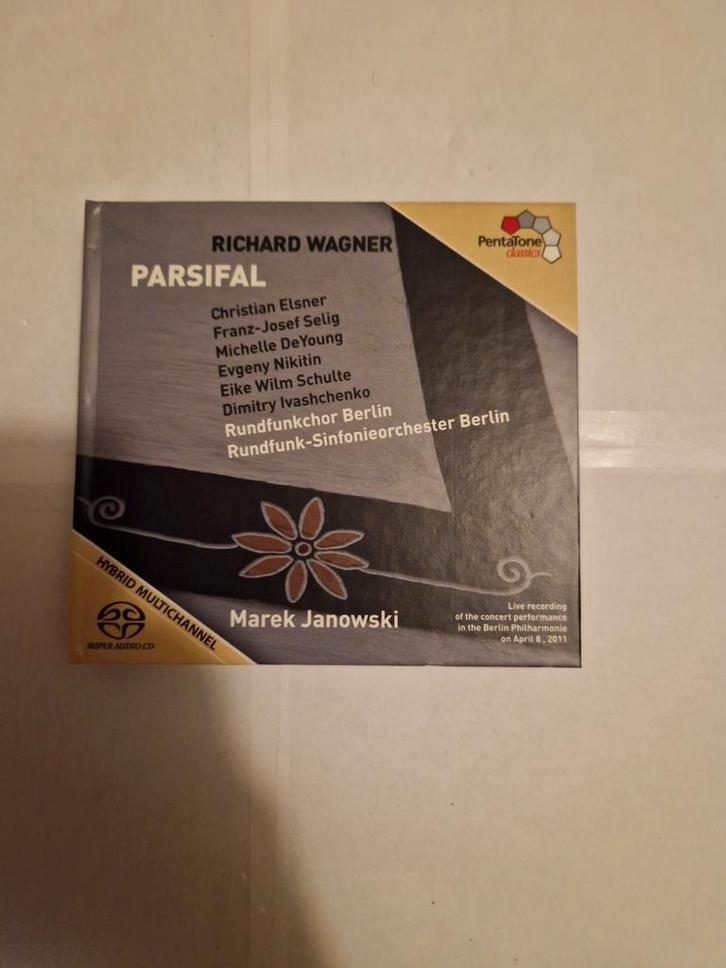 RICHARD WAGNER
PentaTone
classics
PARSIFAL
Christian Elsner
Franz-Josef Selig
Michelle DeYoung
Evgeny Nikitin
Eike Wilm Schulte
Dimitry Ivashchenko
Rundfunkchor Berlin
Rundfunk-Sinfonieorchester Berlin
HYBRID MULTICHANNEL
SUPER AUDIO CD
Marek Janowski
Live recording
of the concert performance
in the Berlin Philharmonie
on April 8, 2011